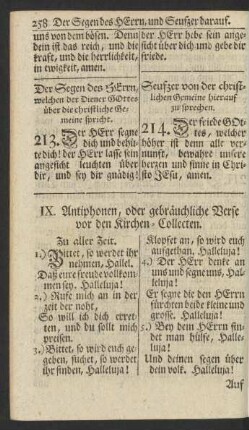 258 Der Segen des HErrn, und Seufzer darauf.
uns von dem bösen. Denn
dein ist das reich, und die
kraft, und die herrlichkeit,
in twigkeit, amen.
der HErr hebe sein ange-
sicht über dich und gebe dir
friede.
Der Segen des HErrn,
welchen der Diener GOttes
über die christliche Ge-
meine spricht.
213. Der HErr segne
dich und behü-
te dich! der HErr lasse sein
angesicht leuchten über
dir, und sey dir gnädig!
Seufzer von der christ-
lichen Gemeine hierauf
zu sprechen.
214. Der friede GOt-
tes, welcher
höher ist denn alle ver-
nunft, bewahre unsere
herzen und sinne in Chri-
sto JEsu, amen.
IX. Antiphonen, oder gebräuchliche Verse
vor den Kirchen-Collecten.
Zu aller Zeit.
1.) Bittet, so werdet ihr
nehmen, Hallel.
Daß eure freude vollkom-
men sey. Halleluja!
2.) Rufe mich an in der
zeit der noht,
So will ich dich erret-
ten, und du sollt mich
preisen.
3.) Bittet, so wird euch ge-
geben, suchet, so werdet
ihr finden, Halleluja!
Klopfet an, so wird euch
aufgethan. Halleluja!
4.) Der HErr denkt an
uns und segne uns, Hal-
leluja!
Er segne die den HErrn
fürchten beide kleine und
grosse. Halleluja!
5.) Bey dem HErrn fin-
det man hülfe, Halle-
luja!
Und deinen segen über
dein volk. Halleluja!
Auf